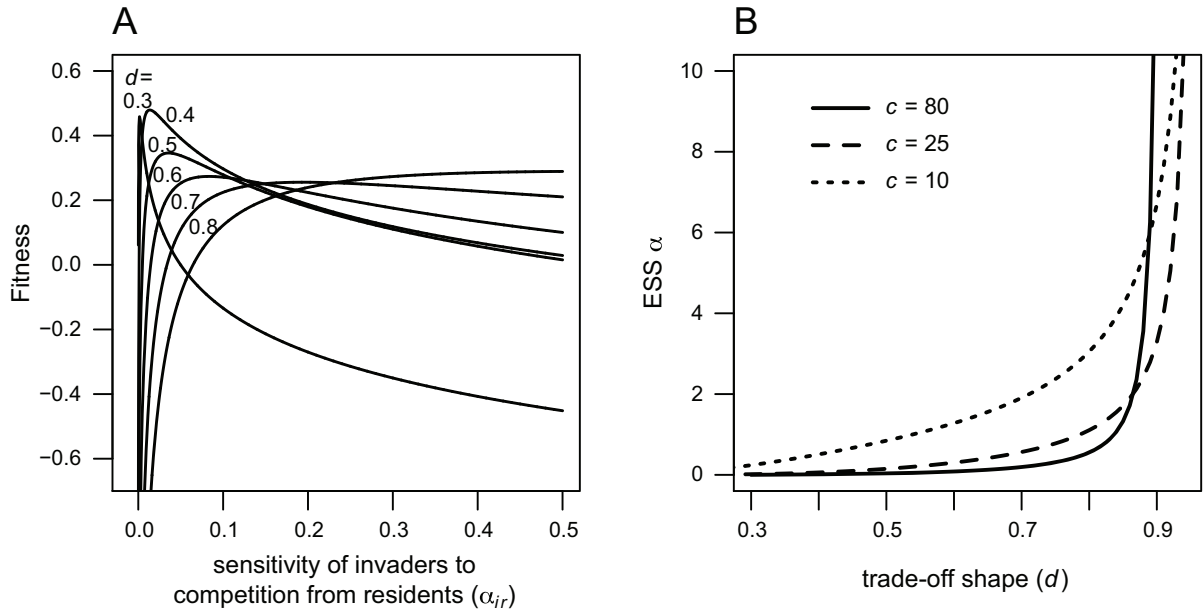 A
Fitness
0.6
0.4
0.2
0.0
−0.2
−0.4
−0.6
d=
0.3
0.4
0.5
0.6
0.7
0.8
0.0 0.1 0.2 0.3 0.4 0.5
sensitivity of invaders to
competition from residents (αir)
B
ESS α
10
8
6
4
2
0
c = 80
c = 25
c = 10
0.3 0.5 0.7 0.9
trade-off shape (d)